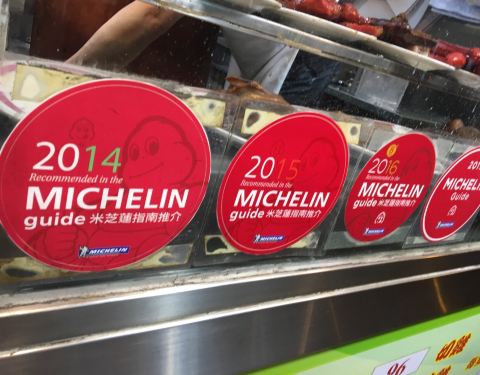 2014
Recommended in the
MICHELIN
guide 米芝蓮指南推介
MICHELIN
2015
Recommended in the
MICHELIN
guide 米芝蓮指南推介
MICHELIN
2016
Recommended in the
MICHELIN
guide 米芝蓮指南推介
MICHELIN
Guide
96